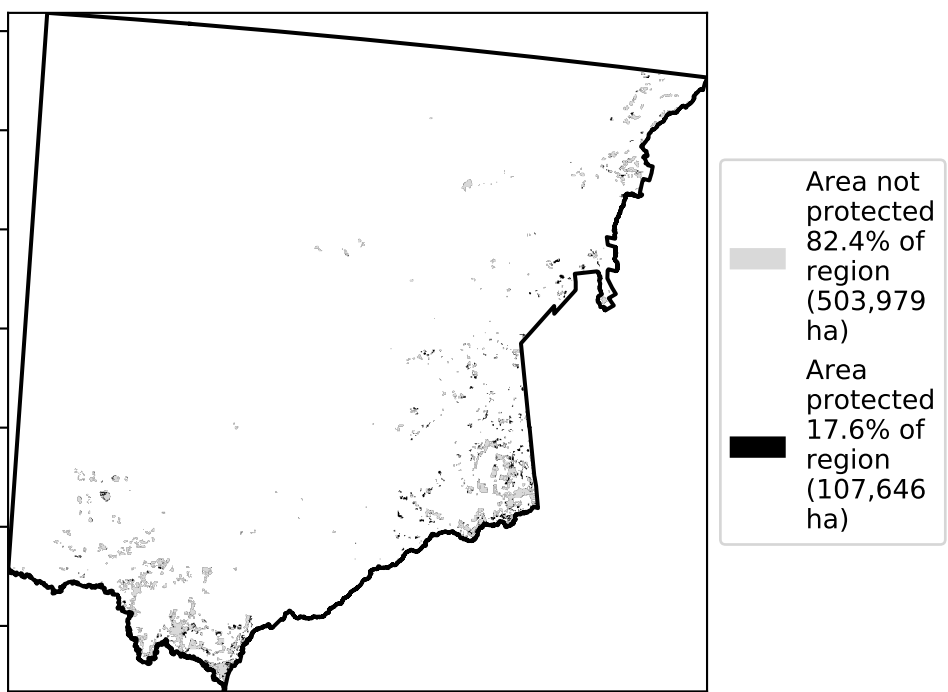 Area not
protected
82.4% of
region
(503,979
ha)
Area
protected
17.6% of
region
(107,646
ha)